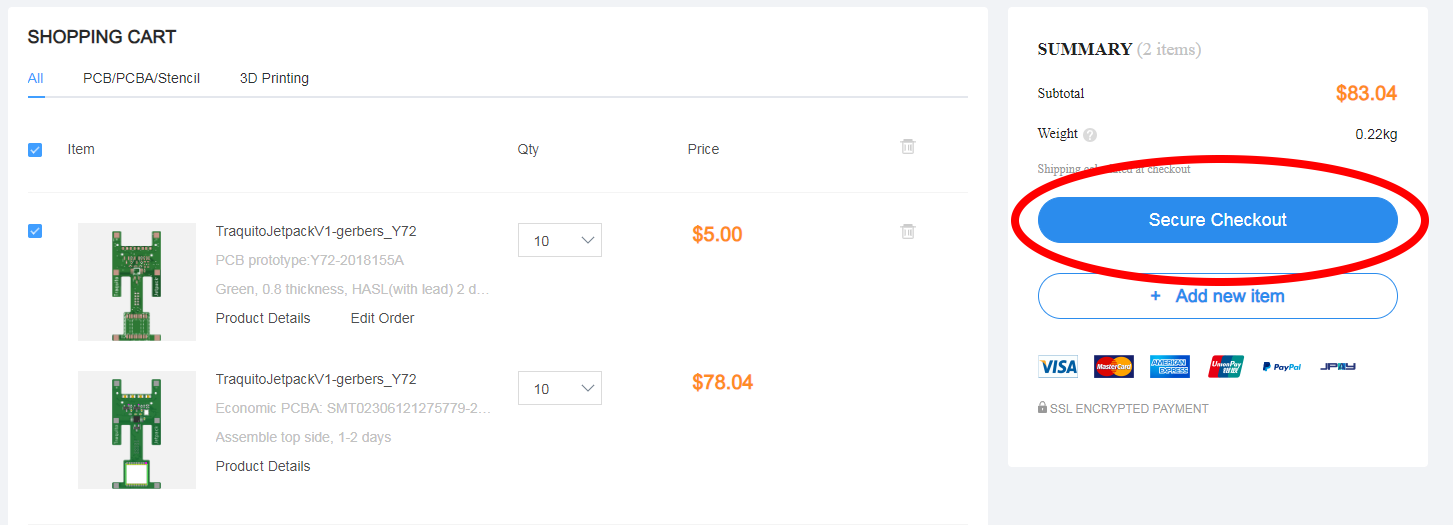 SHOPPING CART
All PCB/PCBA/Stencil 3D Printing
Item Qty Price
TraquitoJetpackV1-gerbers_Y72
10
$5.00
PCB prototype:Y72-2018155A
Green, 0.8 thickness, HASL(with lead) 2 d...
Product Details Edit Order
TraquitoJetpackV1-gerbers_Y72
10
$78.04
Economic PCBA: SMT02306121275779-2...
Assemble top side, 1-2 days
Product Details
SUMMARY (2 items)
Subtotal $83.04
Weight ? 0.22kg
Shipping calculated at checkout
Secure Checkout
+ Add new item
VISA MasterCard AMERICAN EXPRESS UnionPay 银联 PayPal JPAY
SSL ENCRYPTED PAYMENT